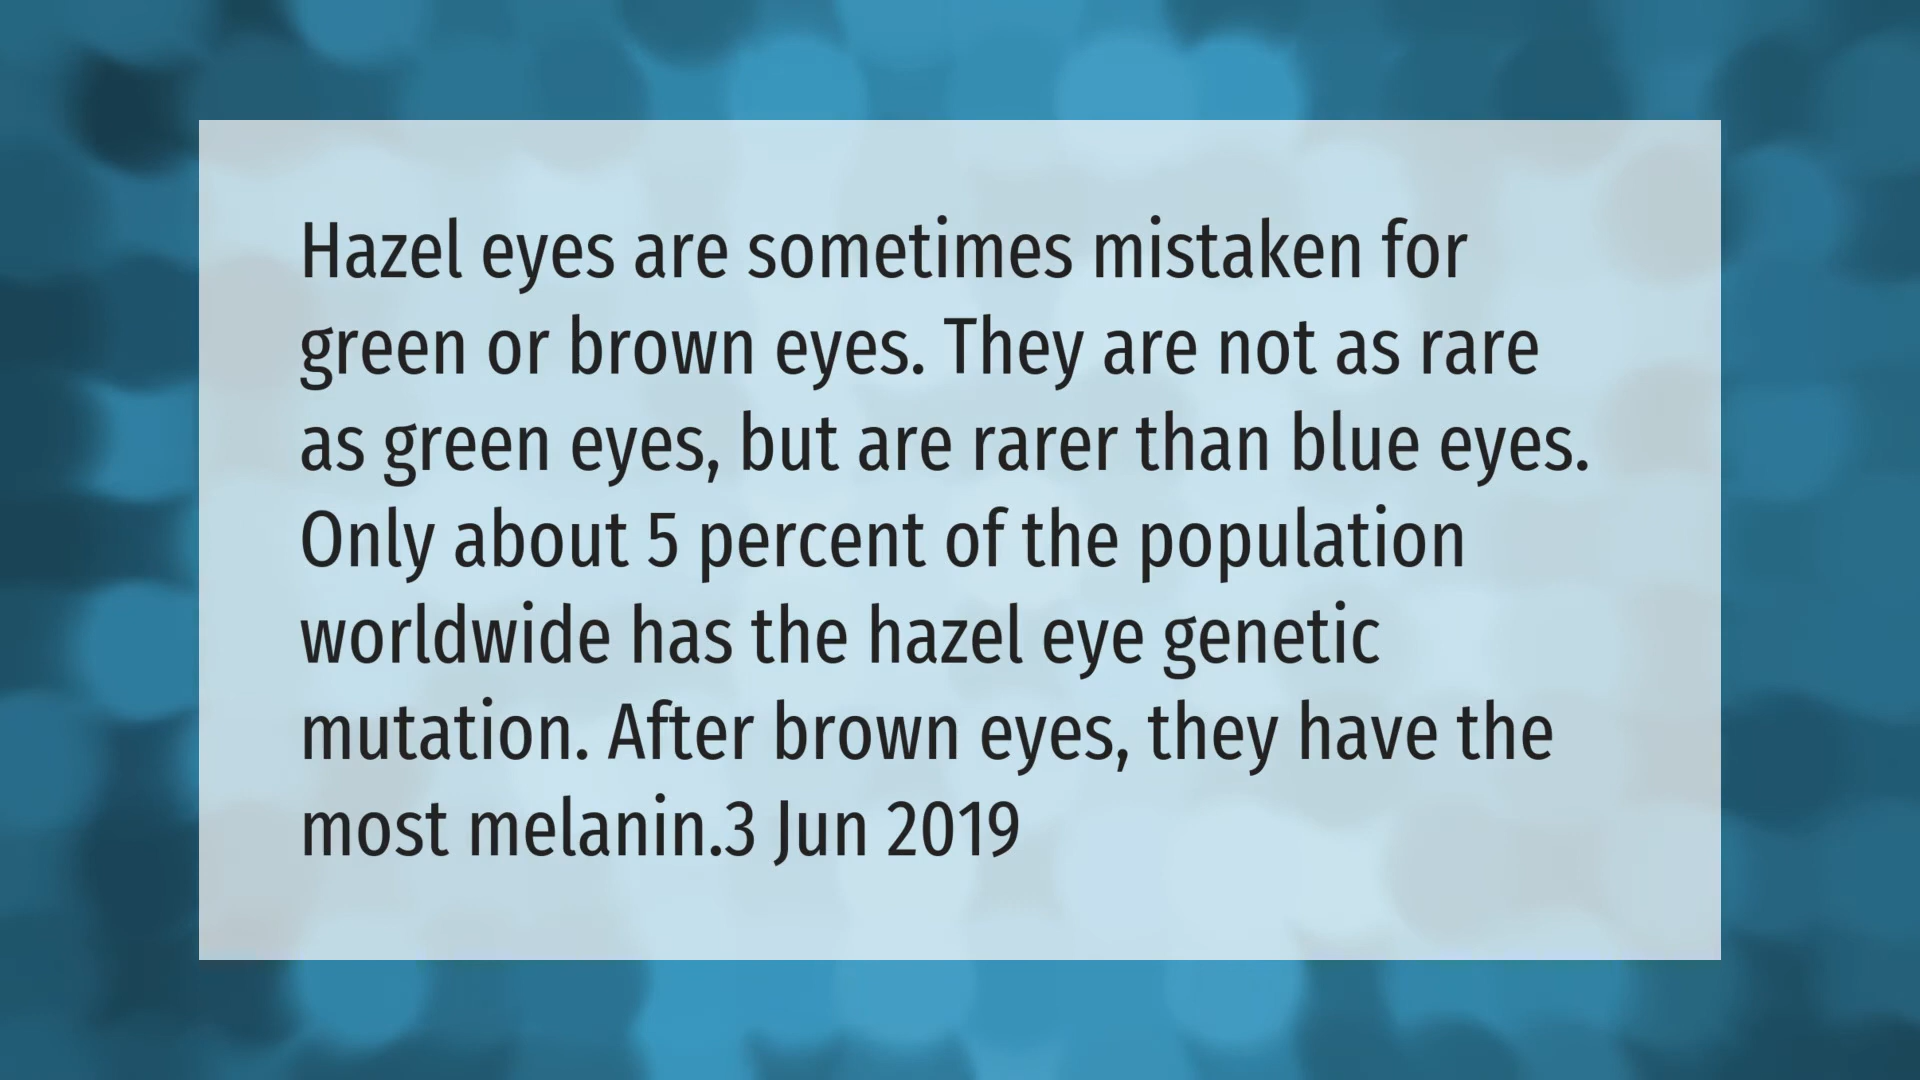 Hazel eyes are sometimes mistaken for
green or brown eyes. They are not as rare
as green eyes, but are rarer than blue eyes.
Only about 5 percent of the population
worldwide has the hazel eye genetic
mutation. After brown eyes, they have the
most melanin.3 Jun 2019